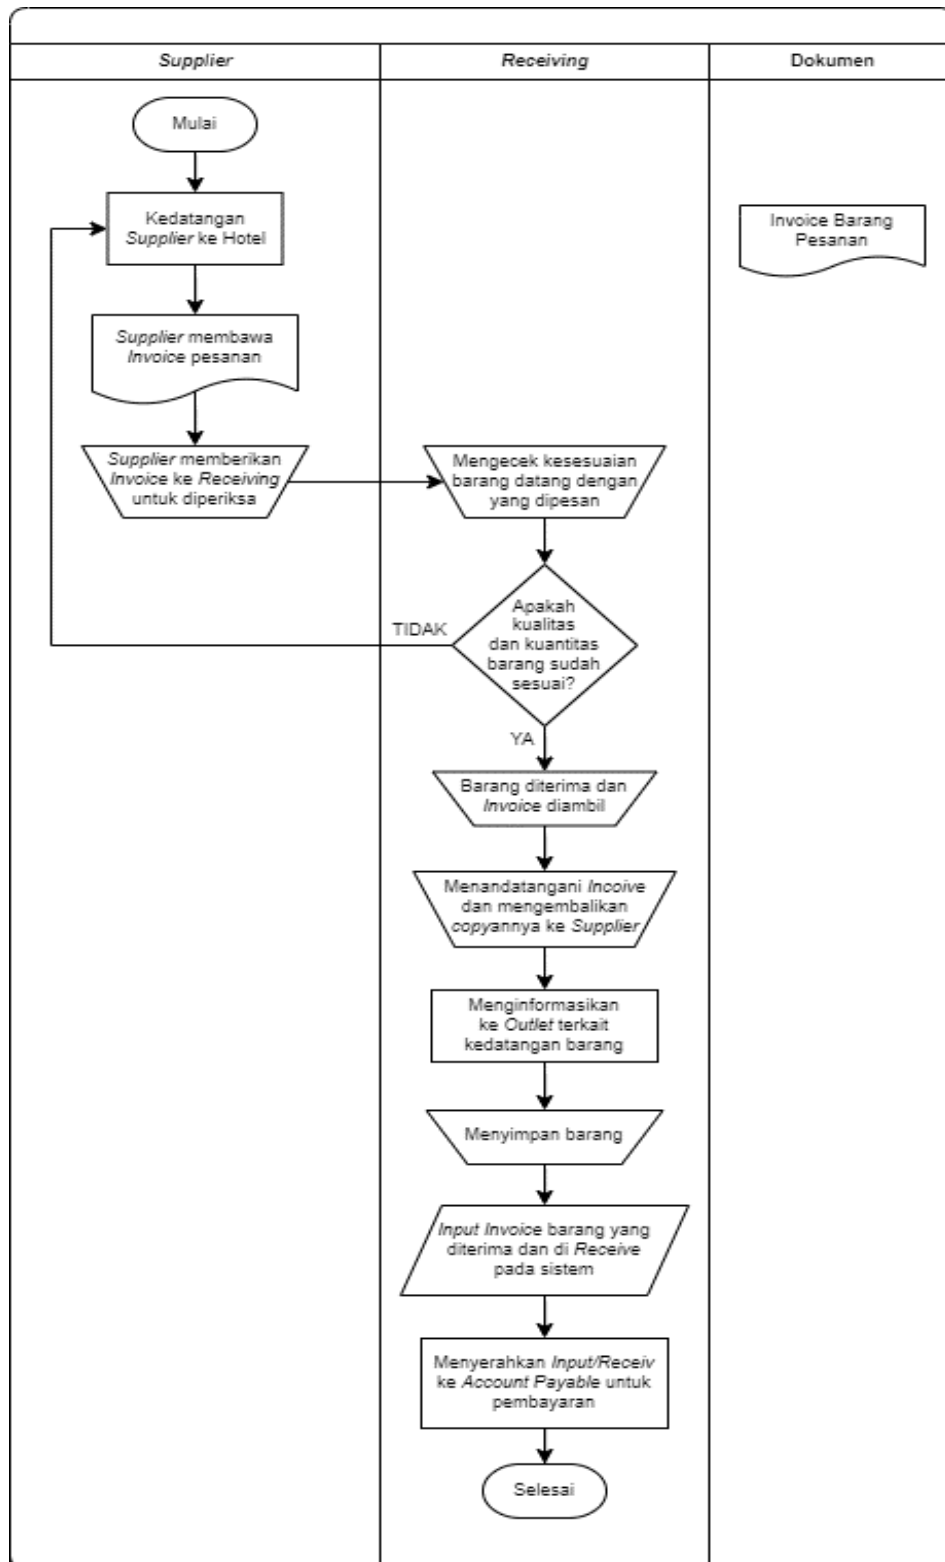 Supplier
Receiving
Dokumen
Mulai
Kedatangan
Supplier ke Hotel
Invoice Barang
Pesanan
Supplier membawa
Invoice pesanan
Supplier memberikan
Invoice ke Receiving
untuk diperiksa
Mengecek kesesuaian
barang datang dengan
yang dipesan
Apakah
kualitas
dan kuantitas
barang sudah
sesuai?
TIDAK
YA
Barang diterima dan
Invoice diambil
Menandatangani Incoive
dan mengembalikan
copyannya ke Supplier
Menginformasikan
ke Outlet terkait
kedatangan barang
Menyimpan barang
Input Invoice barang yang
diterima dan di Receive
pada sistem
Menyerahkan Input/Receiv
ke Account Payable untuk
pembayaran
Selesai